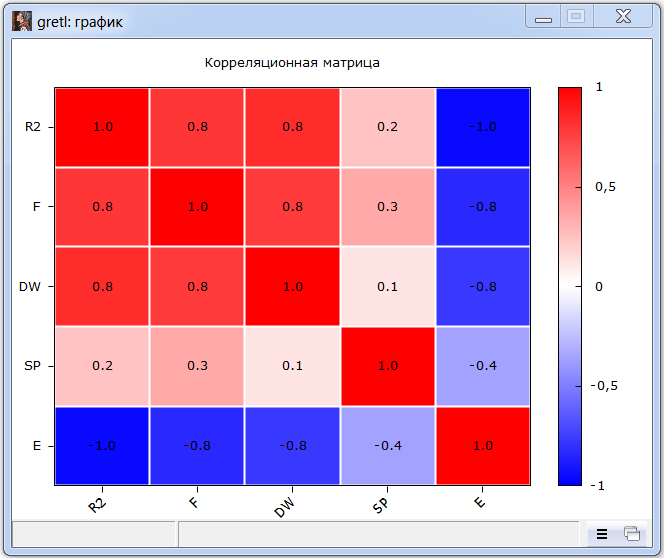 gretl: график
Корреляционная матрица
R2 1.0 0.8 0.8 0.2 -1.0
F 0.8 1.0 0.8 0.3 -0.8
DW 0.8 0.8 1.0 0.1 -0.8
SP 0.2 0.3 0.1 1.0 -0.4
E -1.0 -0.8 -0.8 -0.4 1.0
R2 F DW SP E
1
0,5
0
-0,5
-1